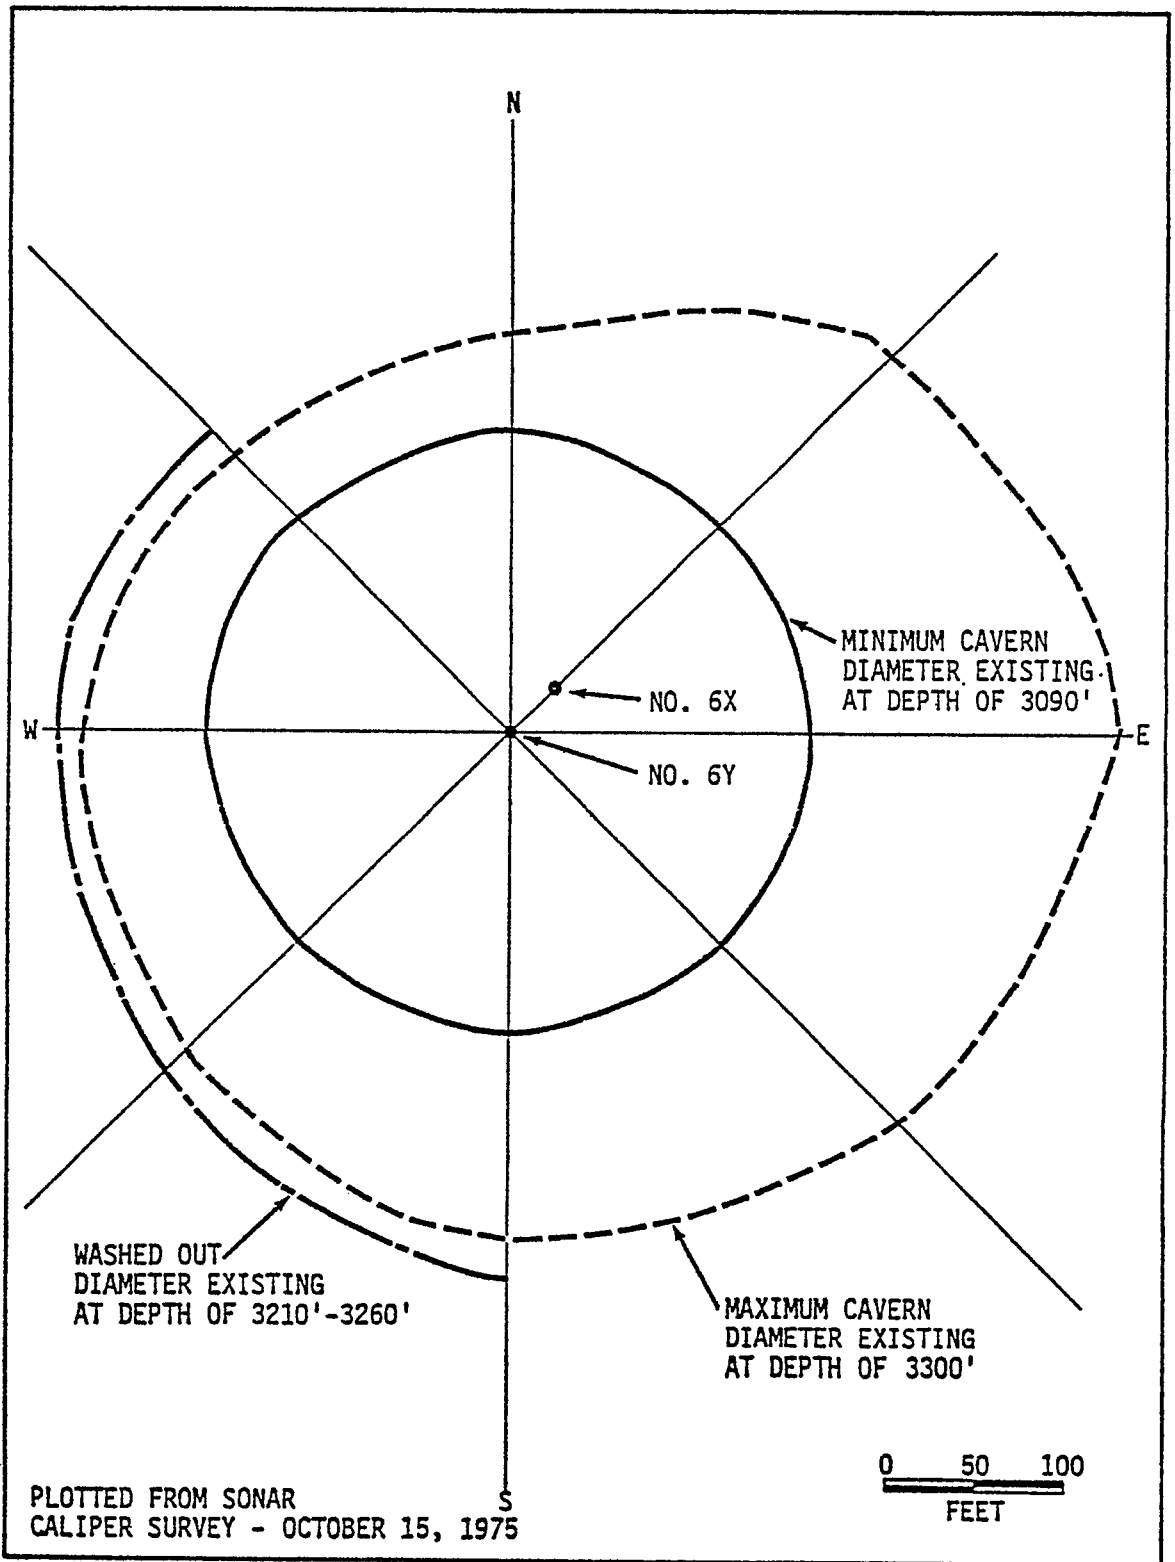 N
MINIMUM CAVERN
DIAMETER EXISTING
AT DEPTH OF 3090'
NO. 6X
W
E
NO. 6Y
WASHED OUT
DIAMETER EXISTING
AT DEPTH OF 3210'-3260'
MAXIMUM CAVERN
DIAMETER EXISTING
AT DEPTH OF 3300'
0 50 100
FEET
S
PLOTTED FROM SONAR
CALIPER SURVEY - OCTOBER 15, 1975